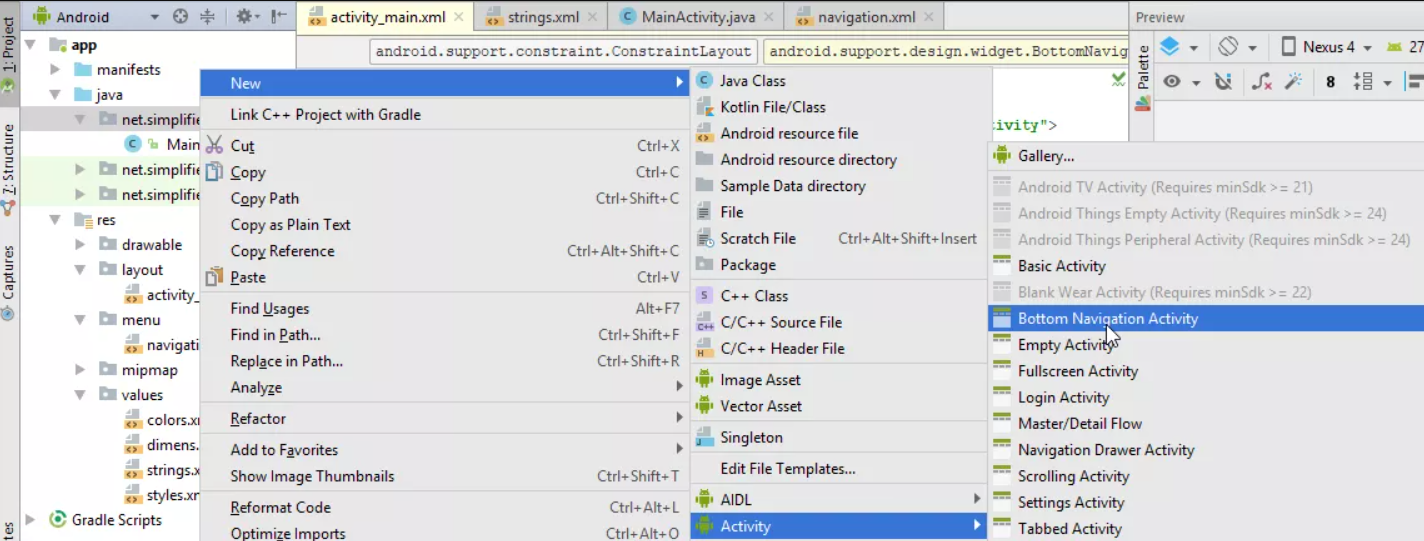 Android
activity_main.xml
strings.xml
MainActivity.java
navigation.xml
Preview
1: Project
7: Structure
Captures
app
manifests
java
net.simplifie
Main
net.simplifie
net.simplifie
res
drawable
layout
activity_
menu
navigati
mipmap
values
colors.x
dimens.
strings.x
styles.x
Gradle Scripts
android.support.constraint.ConstraintLayout
android.support.design.widget.BottomNavig
Palette
Nexus 4
27
8
New
Link C++ Project with Gradle
Cut Ctrl+X
Copy Ctrl+C
Copy Path Ctrl+Shift+C
Copy as Plain Text
Copy Reference Ctrl+Alt+Shift+C
Paste Ctrl+V
Find Usages Alt+F7
Find in Path... Ctrl+Shift+F
Replace in Path... Ctrl+Shift+R
Analyze
Refactor
Add to Favorites
Show Image Thumbnails Ctrl+Shift+T
Reformat Code Ctrl+Alt+L
Optimize Imports Ctrl+Alt+O
Java Class
Kotlin File/Class
Android resource file
Android resource directory
Sample Data directory
File
Scratch File Ctrl+Alt+Shift+Insert
Package
C++ Class
C/C++ Source File
C/C++ Header File
Image Asset
Vector Asset
Singleton
Edit File Templates...
AIDL
Activity
ivity">
Gallery...
Android TV Activity (Requires minSdk >= 21)
Android Things Empty Activity (Requires minSdk >= 24)
Android Things Peripheral Activity (Requires minSdk >= 24)
Basic Activity
Blank Wear Activity (Requires minSdk >= 22)
Bottom Navigation Activity
Empty Activity
Fullscreen Activity
Login Activity
Master/Detail Flow
Navigation Drawer Activity
Scrolling Activity
Settings Activity
Tabbed Activity